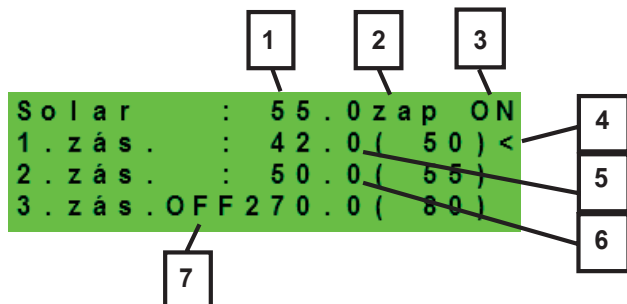 1 2 3
Solar : 55.0zap ON
1.zás. : 42.0( 50)<
2.zás. : 50.0( 55)
3.zás.OFF270.0( 80)
4
5
6
7